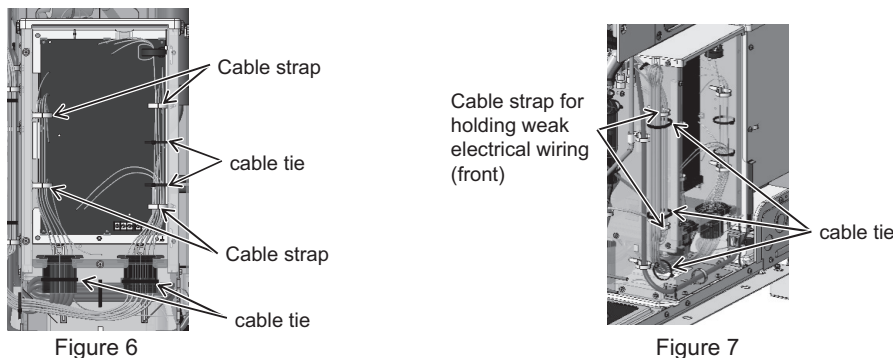 Cable strap
cable tie
Cable strap
cable tie
Figure 6
Cable strap for
holding weak
electrical wiring
(front)
cable tie
Figure 7